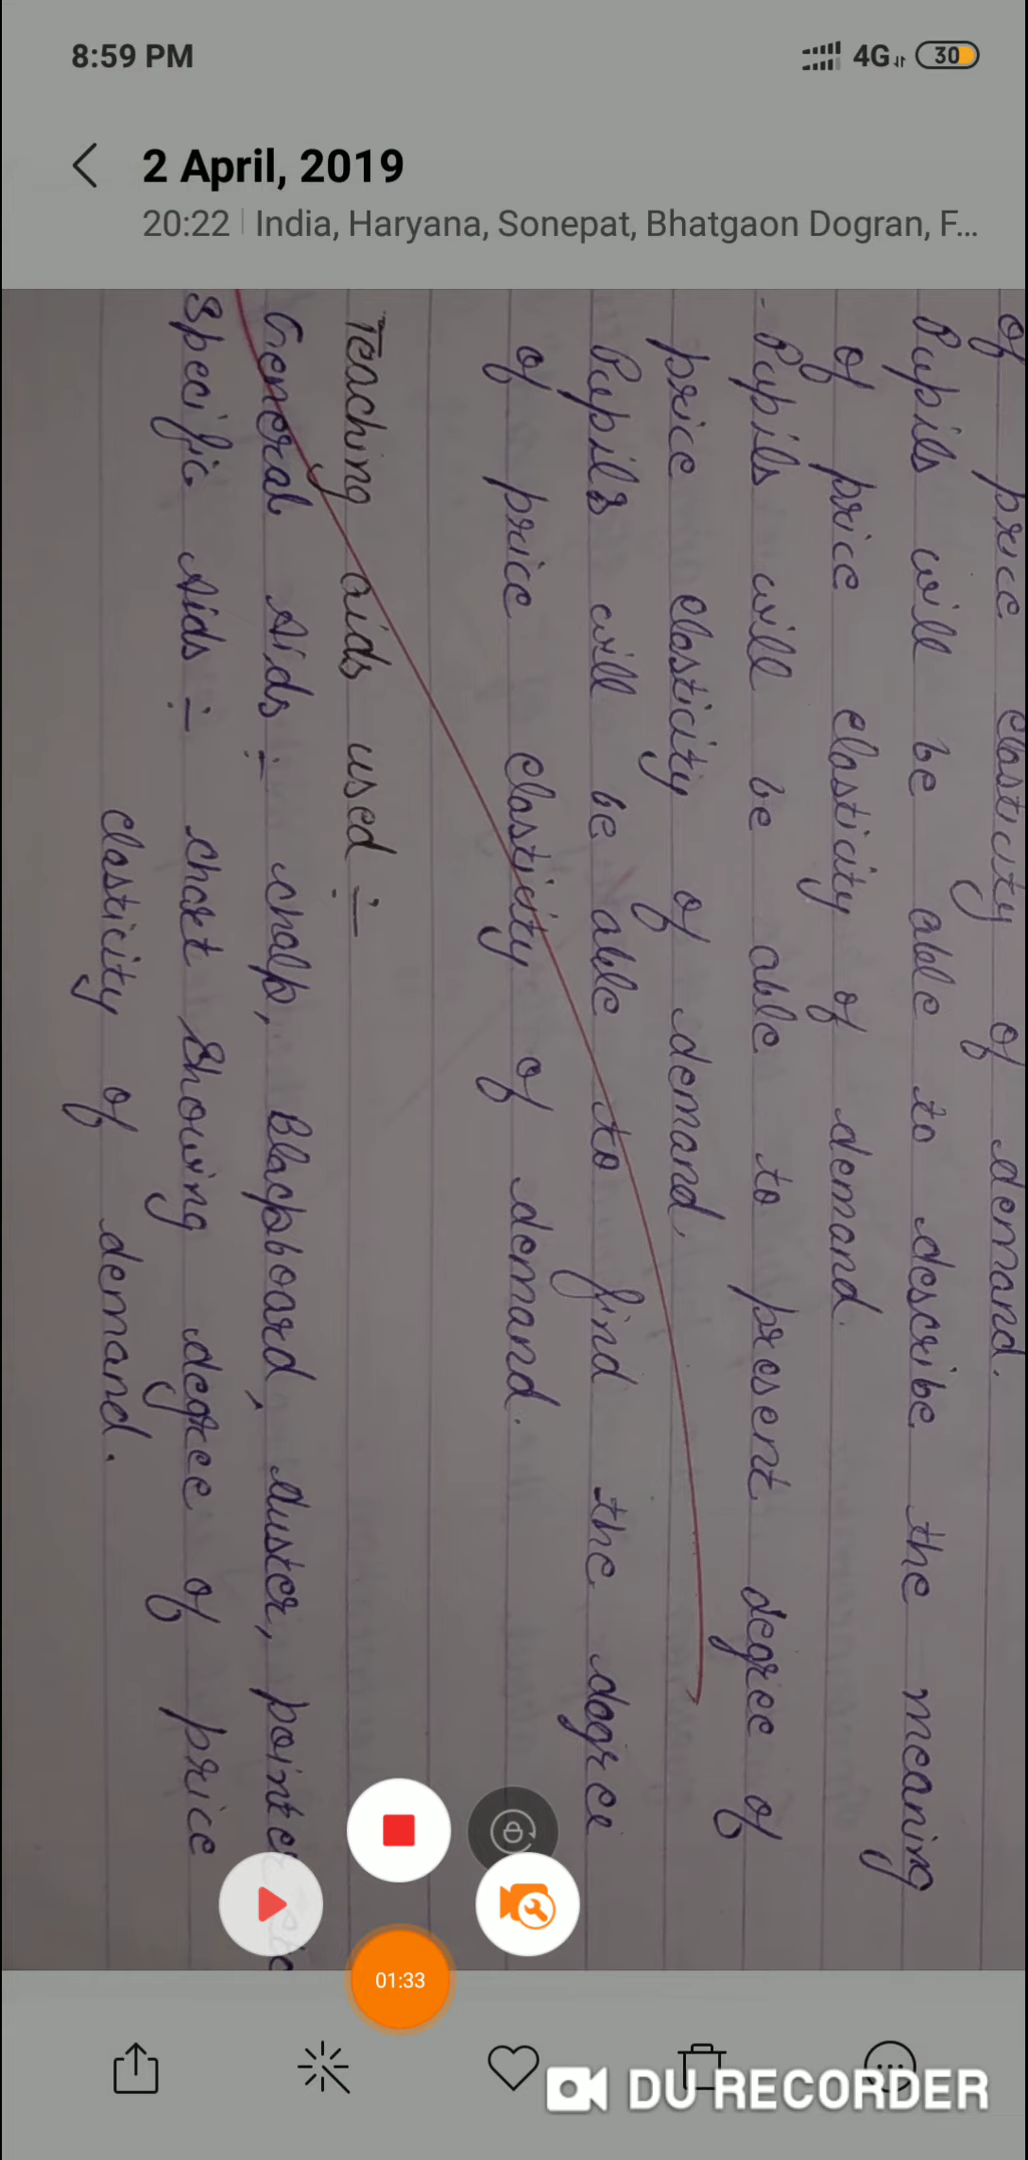 8:59 PM
4G
30
2 April, 2019
20:22 | India, Haryana, Sonepat, Bhatgaon Dogran, F...
of price elasticity of demand.
Pupils will be able to describe the meaning
of price elasticity of demand.
- Pupils will be able to present degree of
price elasticity of demand.
Pupils will be able to find the degree
of price elasticity of demand.
Teaching aids used :-
General Aids :- chalk, Blackboard, duster, pointer
Specific Aids :- chart showing degree of price
elasticity of demand.
01:33
DU RECORDER